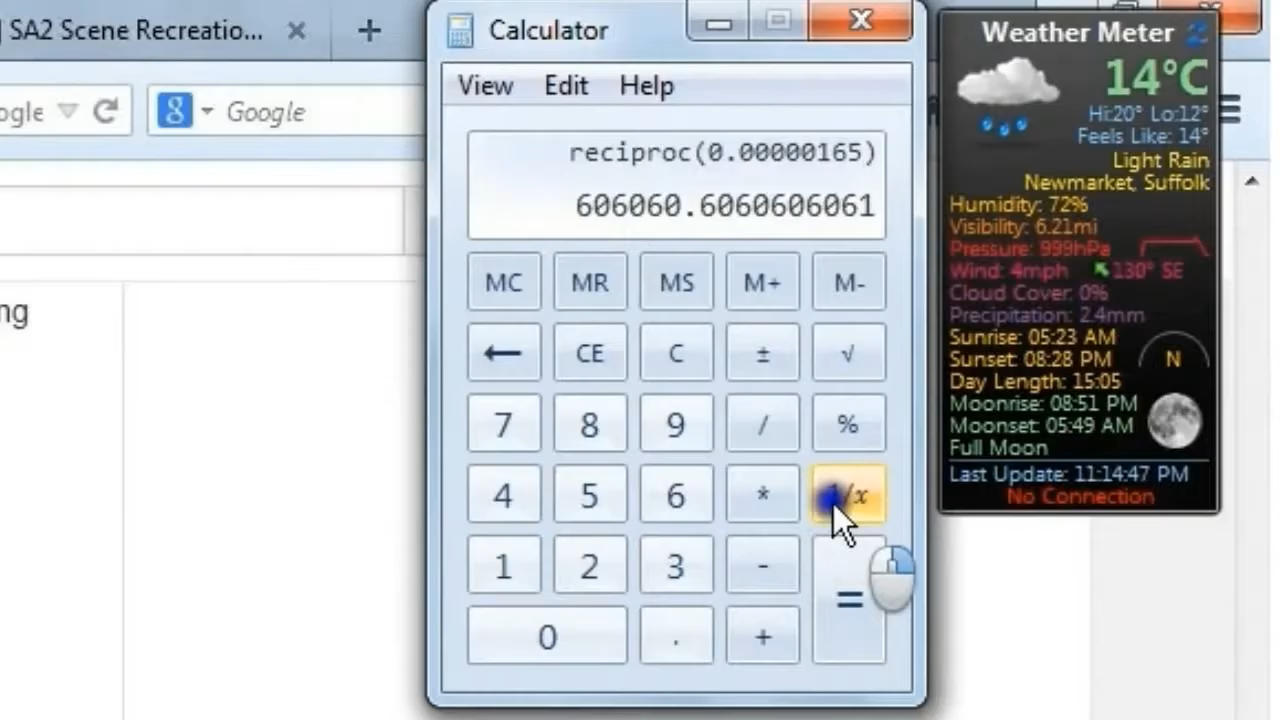 SA2 Scene Recreatio...
ogle
Google
ng
Calculator
View Edit Help
reciproc(0.00000165)
606060.6060606061
MC MR MS M+ M-
← CE C ± √
7 8 9 / %
4 5 6 * /x
1 2 3 - =
0 . +
Weather Meter
14°C
Hi:20° Lo:12°
Feels Like: 14°
Light Rain
Newmarket, Suffolk
Humidity: 72%
Visibility: 6.21mi
Pressure: 999hPa
Wind: 4mph 130° SE
Cloud Cover: 0%
Precipitation: 2.4mm
Sunrise: 05:23 AM
Sunset: 08:28 PM N
Day Length: 15:05
Moonrise: 08:51 PM
Moonset: 05:49 AM
Full Moon
Last Update: 11:14:47 PM
No Connection